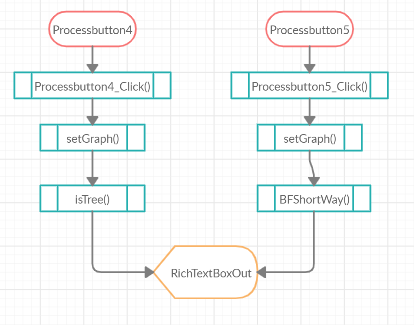 Processbutton4
Processbutton5
Processbutton4_Click()
Processbutton5_Click()
setGraph()
setGraph()
isTree()
BFShortWay()
RichTextBoxOut